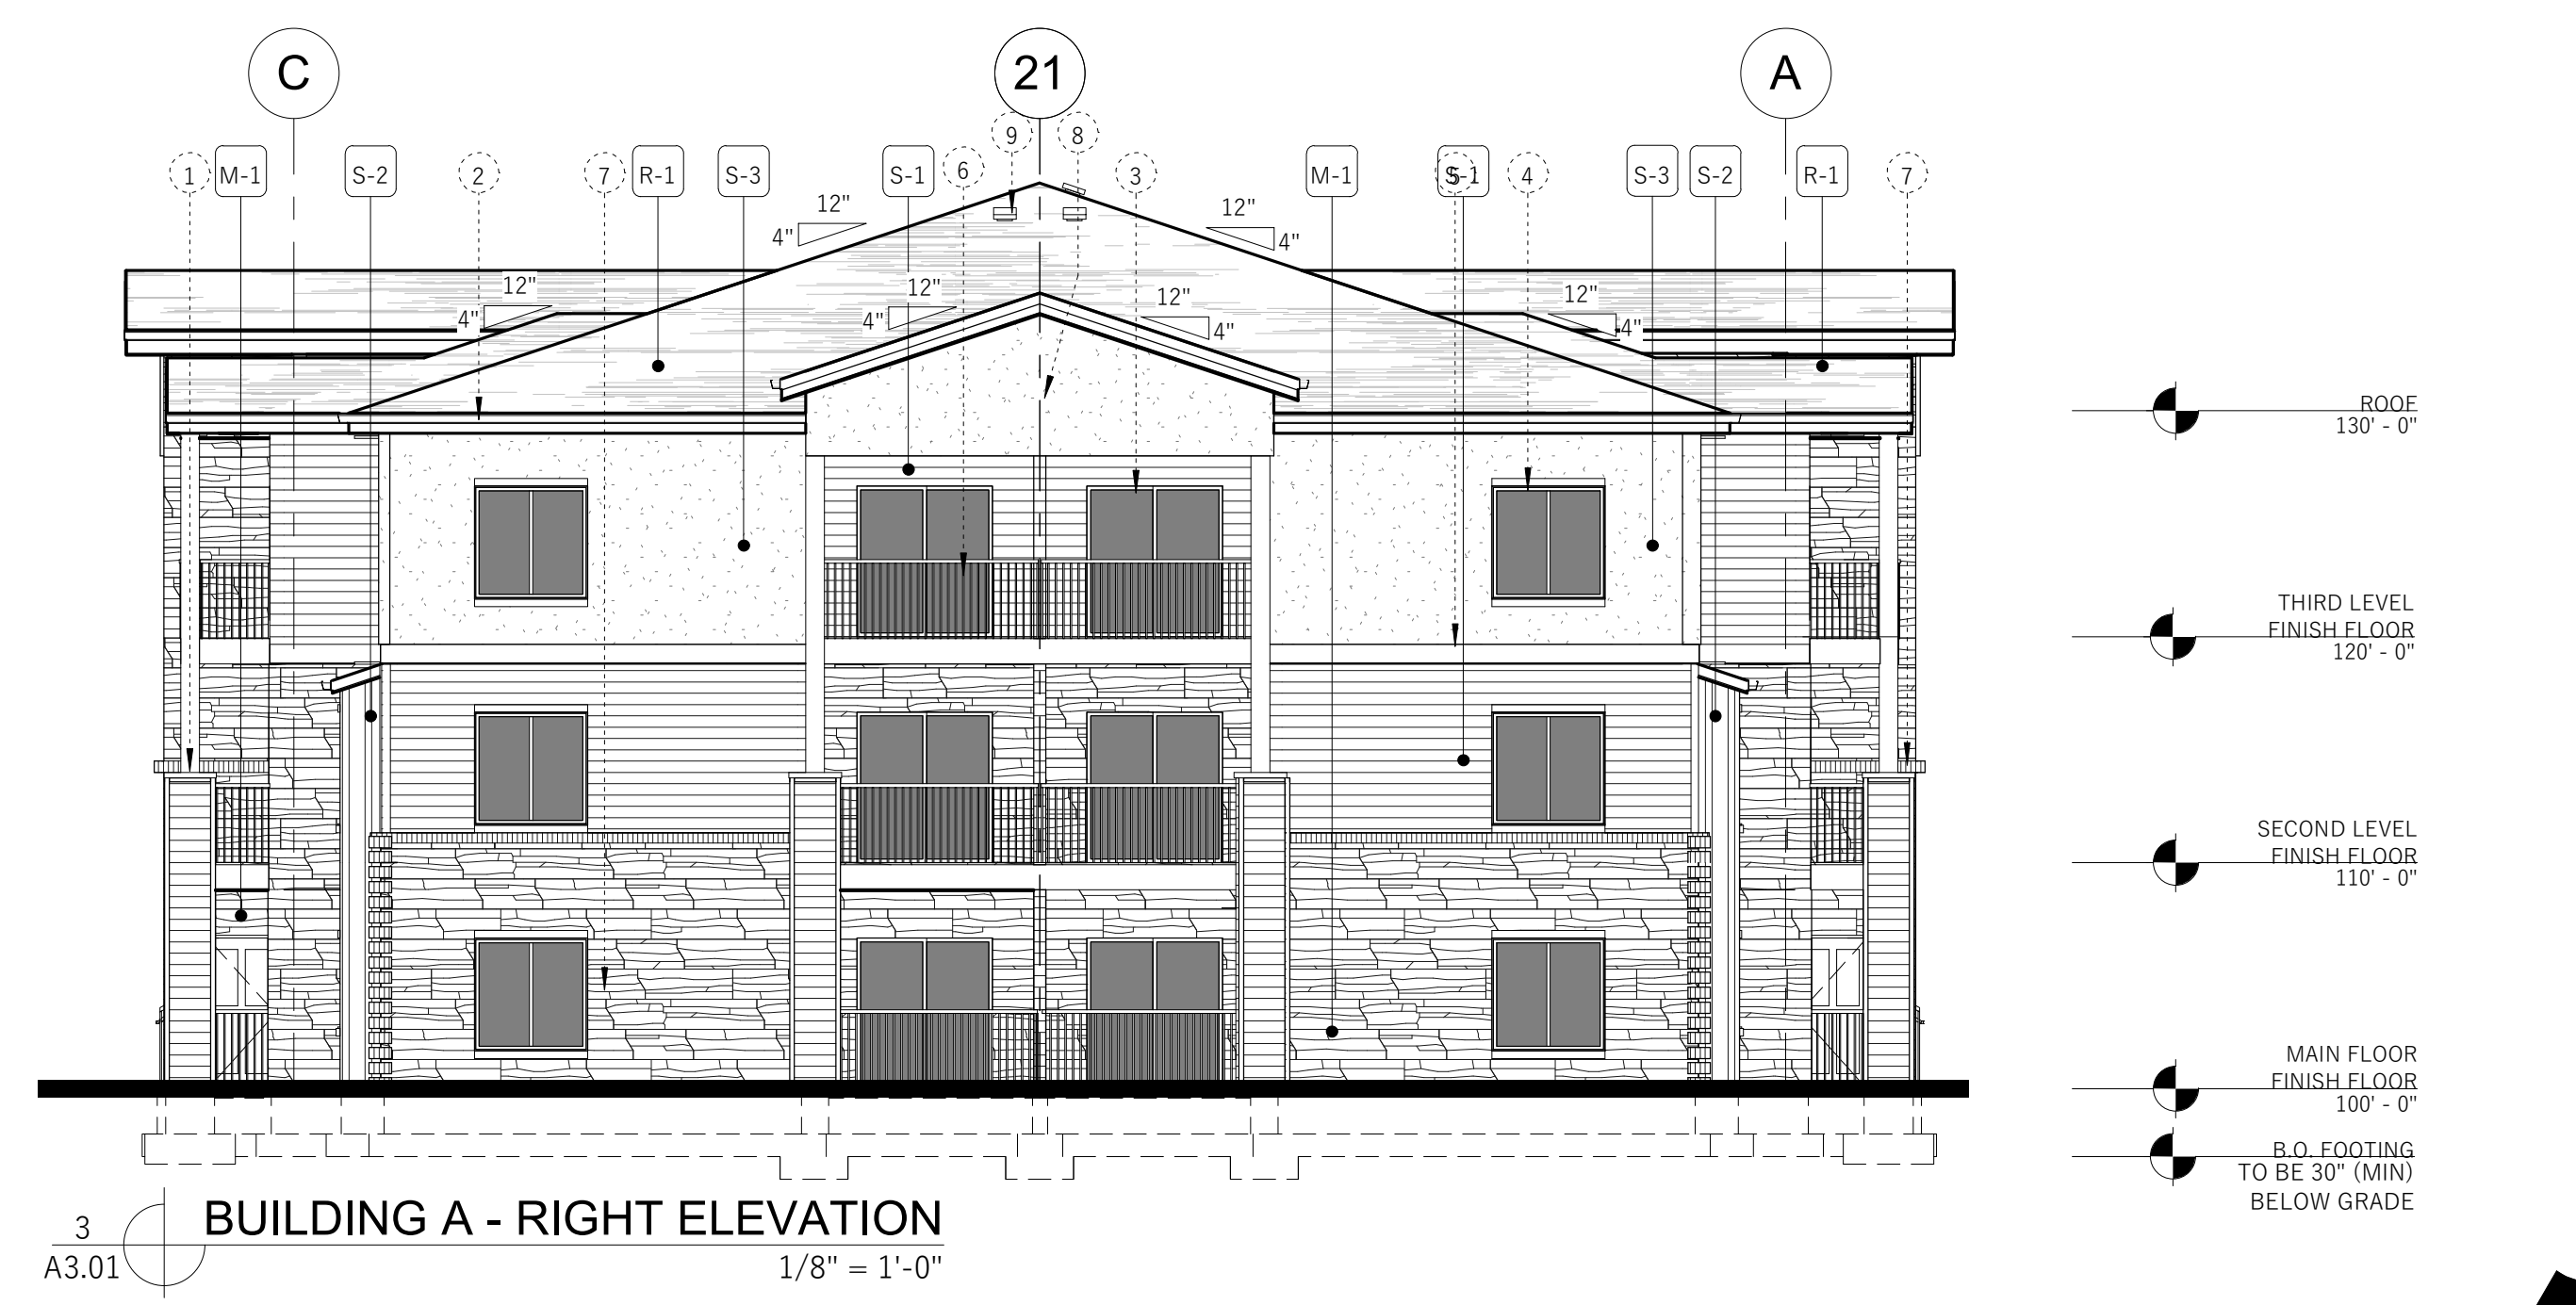 C
21
A
9
8
1
M-1
S-2
2
7
R-1
S-3
S-1
6
3
M-1
S-1
5
4
S-3
S-2
R-1
7
12"
4"
12"
4"
12"
4"
12"
4"
12"
4"
12"
4"
ROOF
130' - 0"
THIRD LEVEL
FINISH FLOOR
120' - 0"
SECOND LEVEL
FINISH FLOOR
110' - 0"
MAIN FLOOR
FINISH FLOOR
100' - 0"
B.O. FOOTING
TO BE 30" (MIN)
BELOW GRADE
3
A3.01
BUILDING A - RIGHT ELEVATION
1/8" = 1'-0"